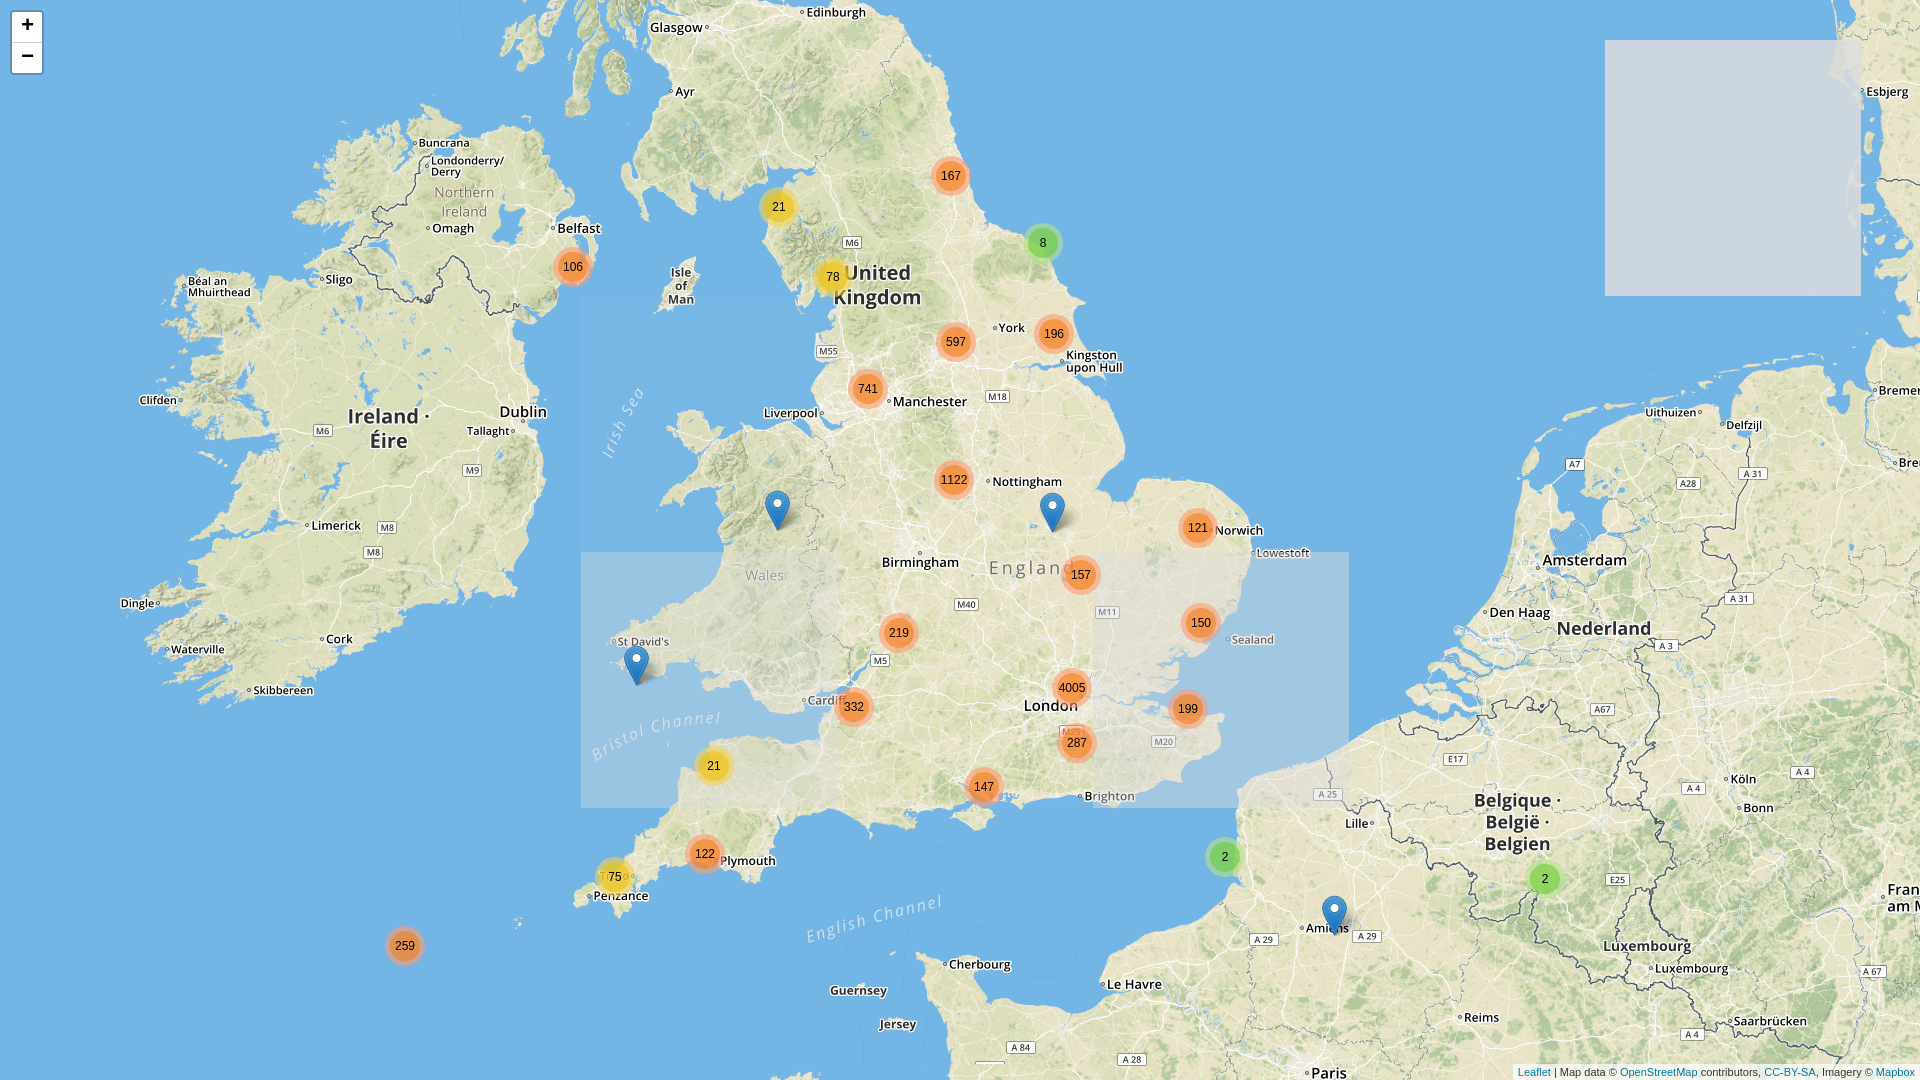 +
−
Glasgow
Edinburgh
Ayr
Esbjerg
Buncrana
Londonderry/
Derry
167
Northern
Ireland
21
Omagh
Belfast
M6
8
106
78
United
Kingdom
Isle
of
Man
Sligo
Béal an
Mhuirthead
York
196
597
M55
Kingston
upon Hull
741
Manchester
M18
Clifden
Liverpool
Dublin
Irish Sea
Ireland ·
Éire
M6
Tallaght
M9
Uithuizen
Delfzijl
Bremer
A7
A 31
Bre
A28
1122
Nottingham
Limerick
M8
121
Norwich
M8
Lowestoft
Birmingham
England
157
Wales
Amsterdam
Dingle
M40
M11
A 31
Den Haag
150
219
Nederland
Cork
St David's
Sealand
Waterville
M5
A 3
Skibbereen
4005
Cardiff
332
London
199
A67
Bristol Channel
M25
287
M20
E17
21
147
A 25
Brighton
Köln
A 4
A 4
Bonn
Belgique ·
België ·
Belgien
Lille
122
Plymouth
2
75
Penzance
2
E25
Fran
am M
English Channel
Amiens
A 29
A 29
259
Luxembourg
Cherbourg
Luxembourg
A 67
Guernsey
Le Havre
Jersey
Reims
Saarbrücken
A 4
A 84
A 28
Paris
Leaflet | Map data © OpenStreetMap contributors, CC-BY-SA, Imagery © Mapbox